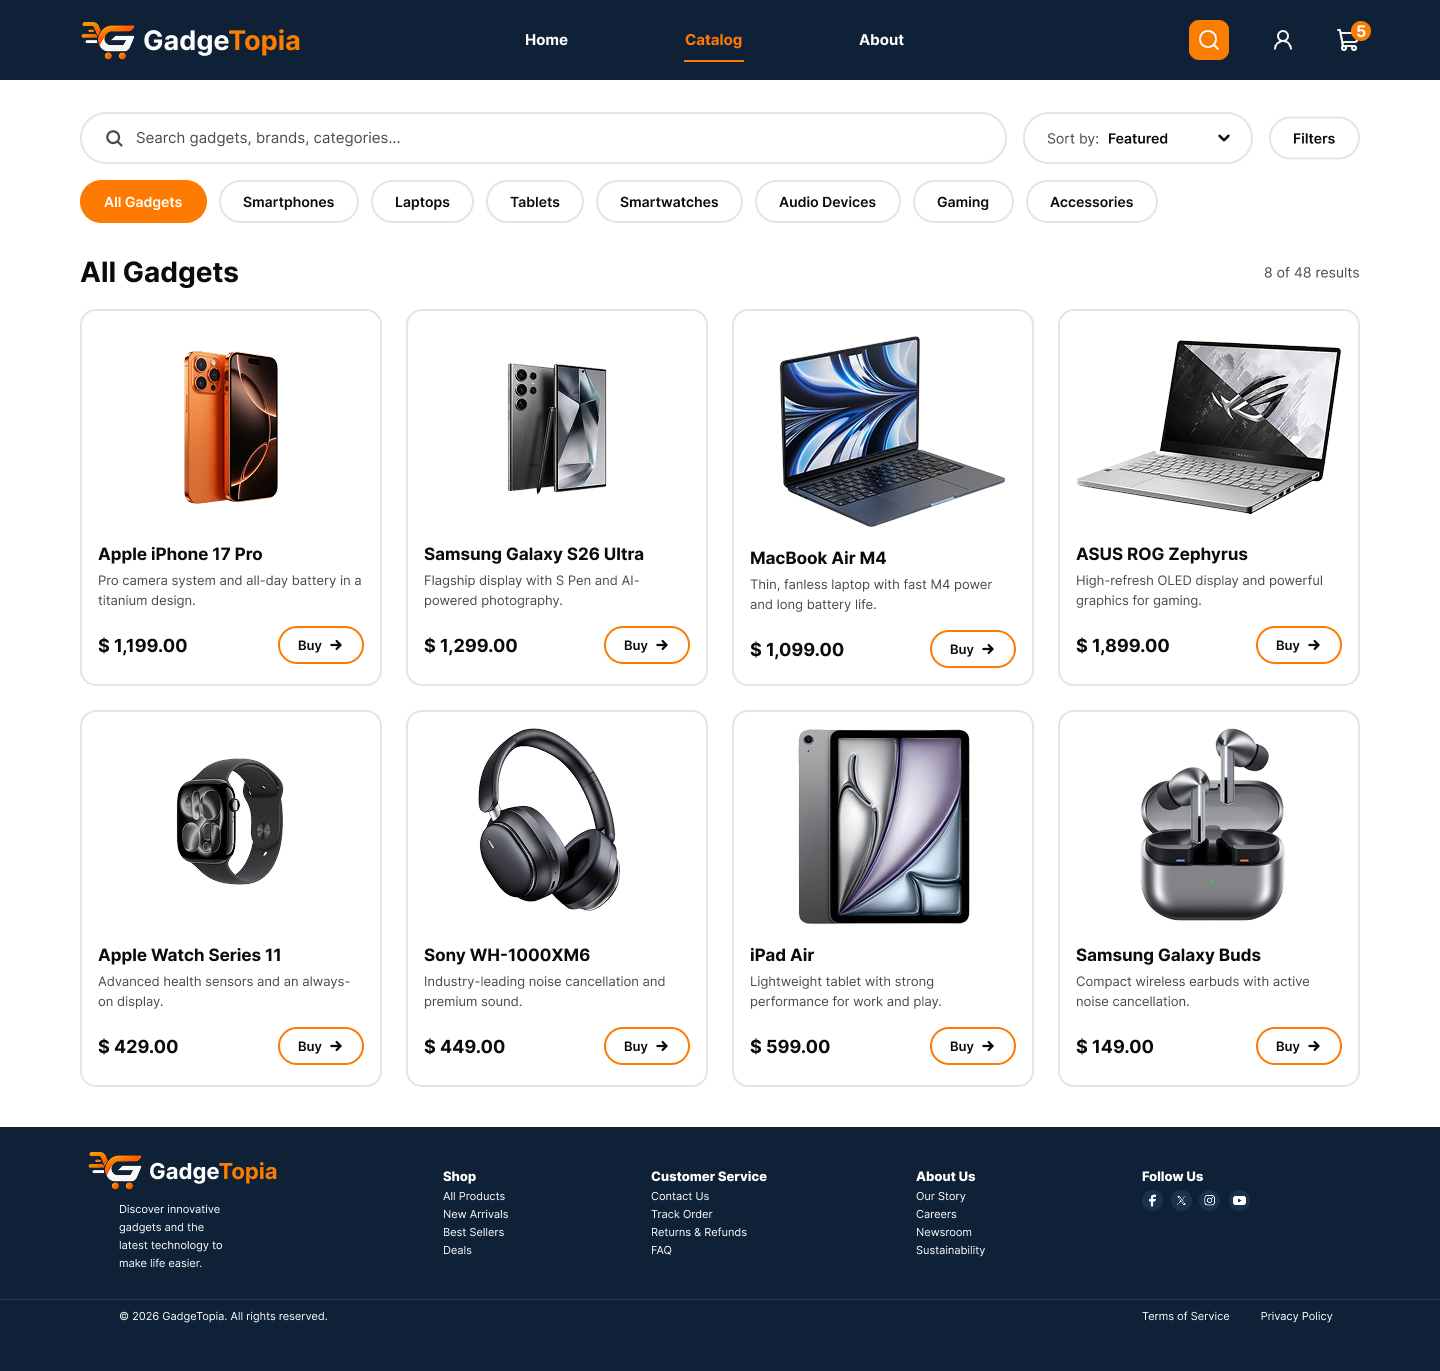 GadgeTopia
Home
Catalog
About
5
Search gadgets, brands, categories...
Sort by: Featured
Filters
All Gadgets
Smartphones
Laptops
Tablets
Smartwatches
Audio Devices
Gaming
Accessories
All Gadgets
8 of 48 results
Apple iPhone 17 Pro
Pro camera system and all-day battery in a
titanium design.
$ 1,199.00
Buy →
Samsung Galaxy S26 Ultra
Flagship display with S Pen and AI-
powered photography.
$ 1,299.00
Buy →
MacBook Air M4
Thin, fanless laptop with fast M4 power
and long battery life.
$ 1,099.00
Buy →
ASUS ROG Zephyrus
High-refresh OLED display and powerful
graphics for gaming.
$ 1,899.00
Buy →
Apple Watch Series 11
Advanced health sensors and an always-
on display.
$ 429.00
Buy →
Sony WH-1000XM6
Industry-leading noise cancellation and
premium sound.
$ 449.00
Buy →
iPad Air
Lightweight tablet with strong
performance for work and play.
$ 599.00
Buy →
Samsung Galaxy Buds
Compact wireless earbuds with active
noise cancellation.
$ 149.00
Buy →
GadgeTopia
Discover innovative
gadgets and the
latest technology to
make life easier.
Shop
All Products
New Arrivals
Best Sellers
Deals
Customer Service
Contact Us
Track Order
Returns & Refunds
FAQ
About Us
Our Story
Careers
Newsroom
Sustainability
Follow Us
© 2026 GadgeTopia. All rights reserved.
Terms of Service
Privacy Policy